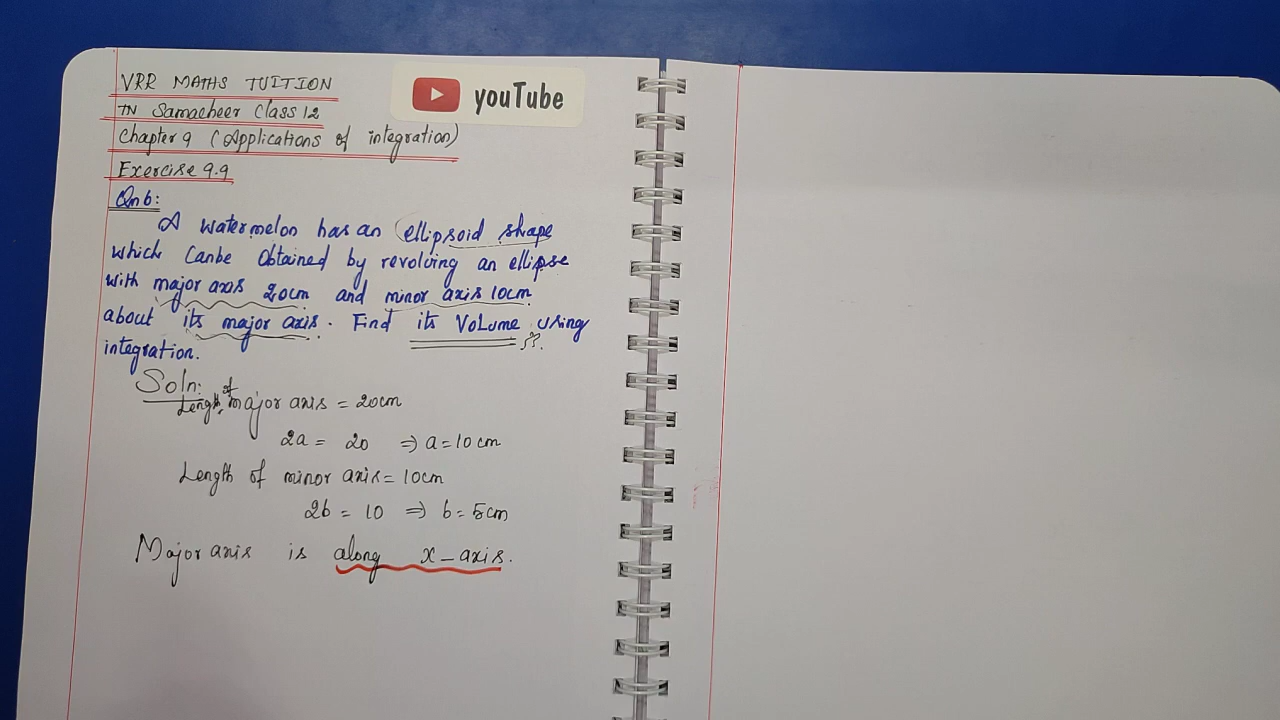 VRR MATHS TUITION
youTube
TN Samacheer Class 12
Chapter 9 (Applications of integration)
Exercise 9.9
Qn 6:
A watermelon has an ellipsoid shape
which Canbe Obtained by revolving an ellipse
with major axis 20cm and minor axis 10cm
about its major axis. Find its Volume using
integration.
Soln:
Length of major axis = 20cm
2a = 20 ⇒ a = 10 cm
Length of minor axis = 10cm
2b = 10 ⇒ b = 5cm
Major axis is along x-axis.